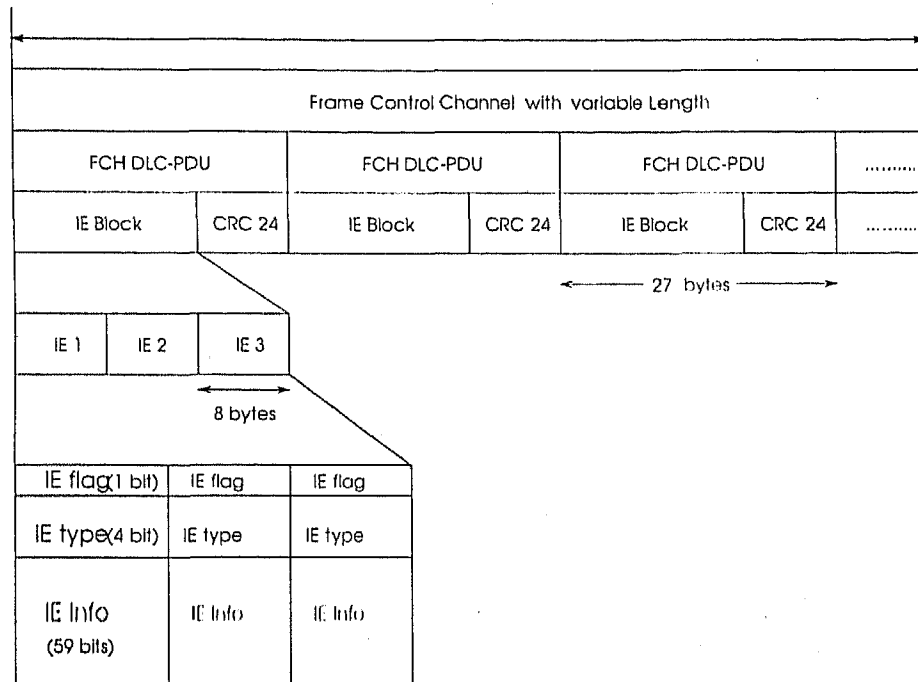 Frame Control Channel with variable Length
FCH DLC-PDU FCH DLC-PDU FCH DLC-PDU ..........
IE Block CRC 24 IE Block CRC 24 IE Block CRC 24 ..........
27 bytes
IE 1 IE 2 IE 3
8 bytes
IE flag(1 bit) IE flag IE flag
IE type(4 bit) IE type IE type
IE Info IE Info IE Info
(59 bits)